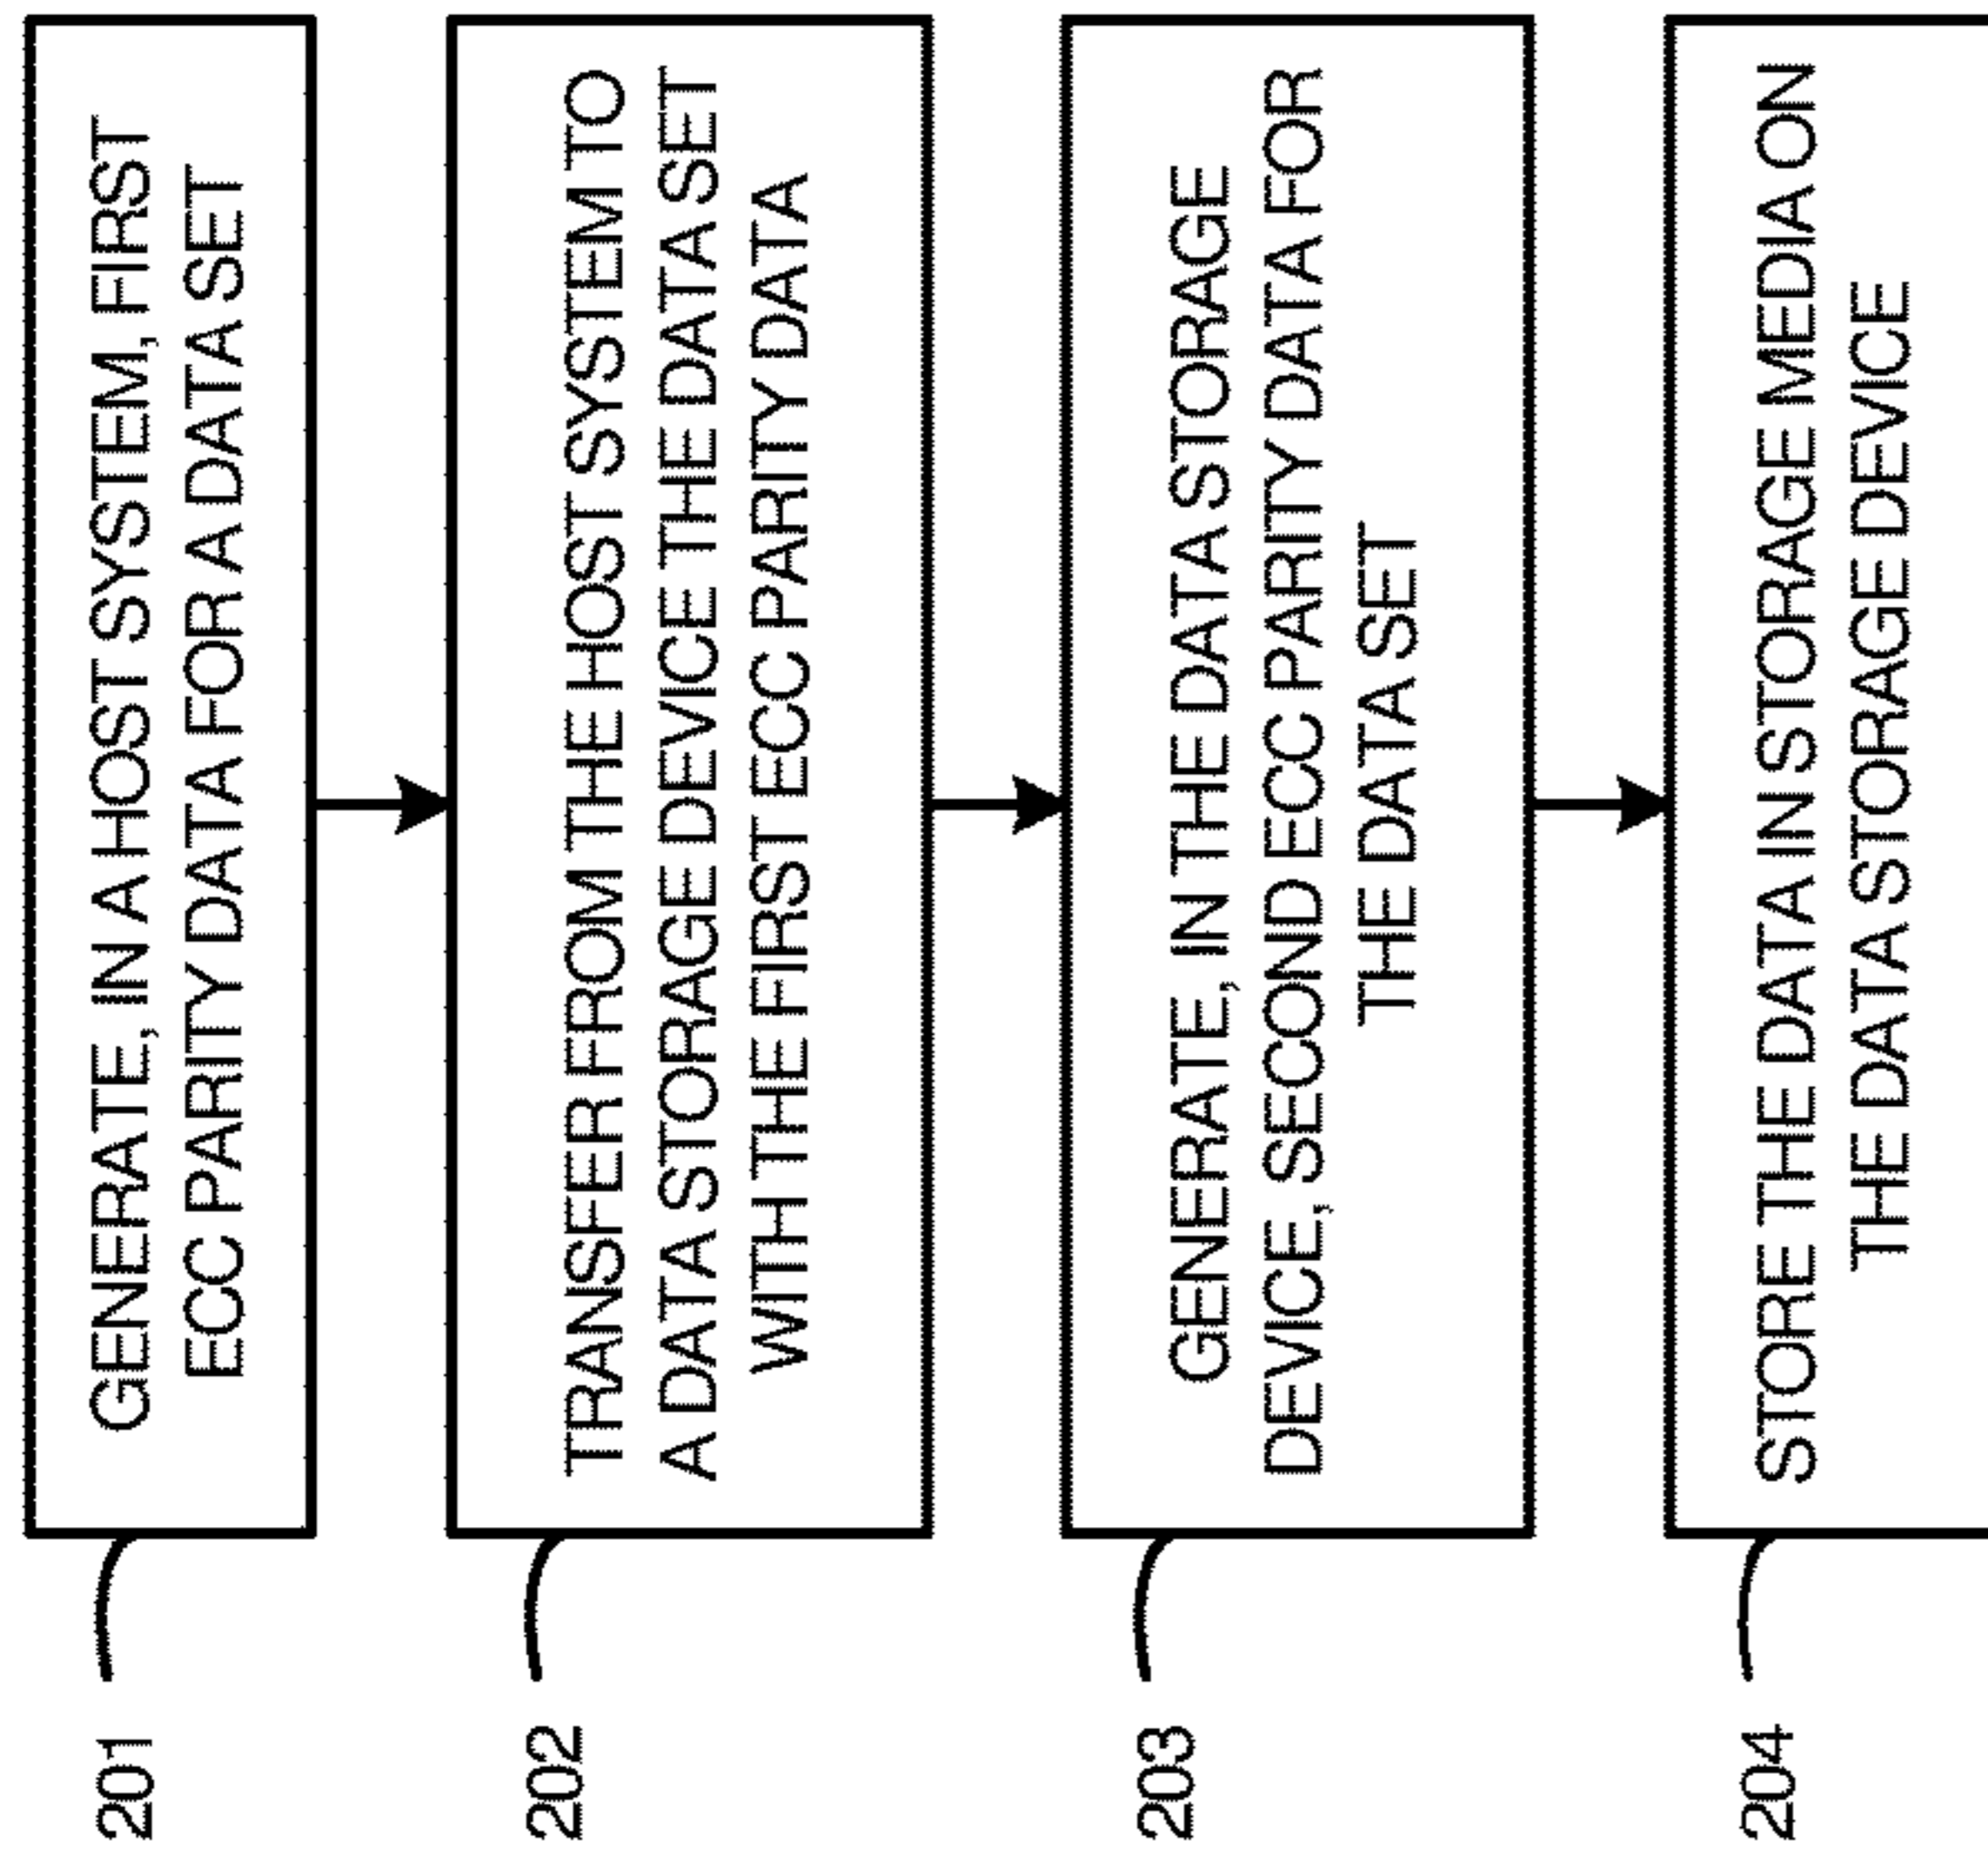 201
GENERATE, IN A HOST SYSTEM, FIRST
ECC PARITY DATA FOR A DATA SET
202
TRANSFER FROM THE HOST SYSTEM TO
A DATA STORAGE DEVICE THE DATA SET
WITH THE FIRST ECC PARITY DATA
203
GENERATE, IN THE DATA STORAGE
DEVICE, SECOND ECC PARITY DATA FOR
THE DATA SET
204
STORE THE DATA IN STORAGE MEDIA ON
THE DATA STORAGE DEVICE